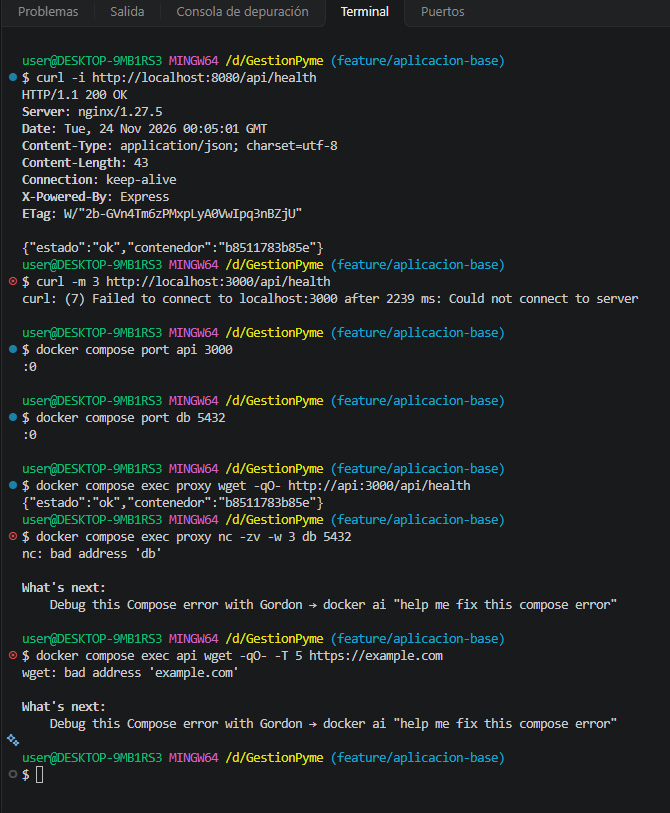 Problemas Salida Consola de depuración Terminal Puertos
user@DESKTOP-9MB1RS3 MINGW64 /d/GestionPyme (feature/aplicacion-base)
$ curl -i http://localhost:8080/api/health
HTTP/1.1 200 OK
Server: nginx/1.27.5
Date: Tue, 24 Nov 2026 00:05:01 GMT
Content-Type: application/json; charset=utf-8
Content-Length: 43
Connection: keep-alive
X-Powered-By: Express
ETag: W/"2b-GVn4Tm6zPMxpLyA0VwIpq3nBZjU"
{"estado":"ok","contenedor":"b8511783b85e"}
user@DESKTOP-9MB1RS3 MINGW64 /d/GestionPyme (feature/aplicacion-base)
$ curl -m 3 http://localhost:3000/api/health
curl: (7) Failed to connect to localhost:3000 after 2239 ms: Could not connect to server
user@DESKTOP-9MB1RS3 MINGW64 /d/GestionPyme (feature/aplicacion-base)
$ docker compose port api 3000
:0
user@DESKTOP-9MB1RS3 MINGW64 /d/GestionPyme (feature/aplicacion-base)
$ docker compose port db 5432
:0
user@DESKTOP-9MB1RS3 MINGW64 /d/GestionPyme (feature/aplicacion-base)
$ docker compose exec proxy wget -qO- http://api:3000/api/health
{"estado":"ok","contenedor":"b8511783b85e"}
user@DESKTOP-9MB1RS3 MINGW64 /d/GestionPyme (feature/aplicacion-base)
$ docker compose exec proxy nc -zv -w 3 db 5432
nc: bad address 'db'
What's next:
Debug this Compose error with Gordon → docker ai "help me fix this compose error"
user@DESKTOP-9MB1RS3 MINGW64 /d/GestionPyme (feature/aplicacion-base)
$ docker compose exec api wget -qO- -T 5 https://example.com
wget: bad address 'example.com'
What's next:
Debug this Compose error with Gordon → docker ai "help me fix this compose error"
user@DESKTOP-9MB1RS3 MINGW64 /d/GestionPyme (feature/aplicacion-base)
$